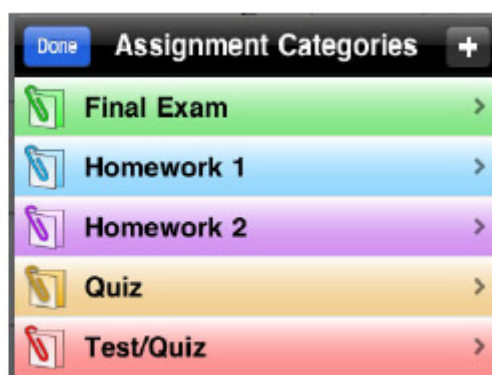 Done
Assignment Categories
+
Final Exam
Homework 1
Homework 2
Quiz
Test/Quiz